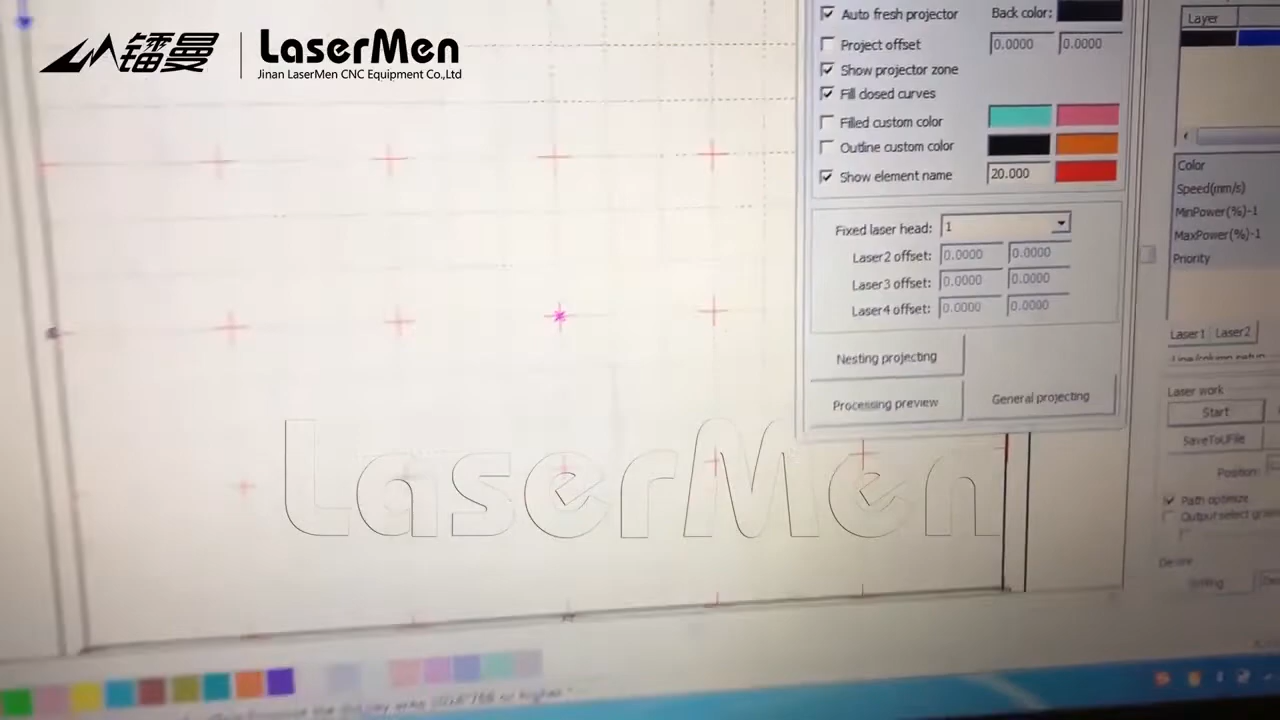 镭曼
LaserMen
Jinan LaserMen CNC Equipment Co.,Ltd
Auto fresh projector
Back color:
Project offset
0.0000
0.0000
Show projector zone
Fill closed curves
Filled custom color
Outline custom color
Show element name
20.000
Fixed laser head:
1
Laser2 offset:
0.0000
0.0000
Laser3 offset:
0.0000
0.0000
Laser4 offset:
0.0000
0.0000
Nesting projecting
Processing preview
General projecting
Layer
Color
Speed(mm/s)
MinPower(%)-1
MaxPower(%)-1
Priority
Laser1
Laser2
Laser work
Start
SaveToUFile
Position:
Path optimize
Output select
LaserMen